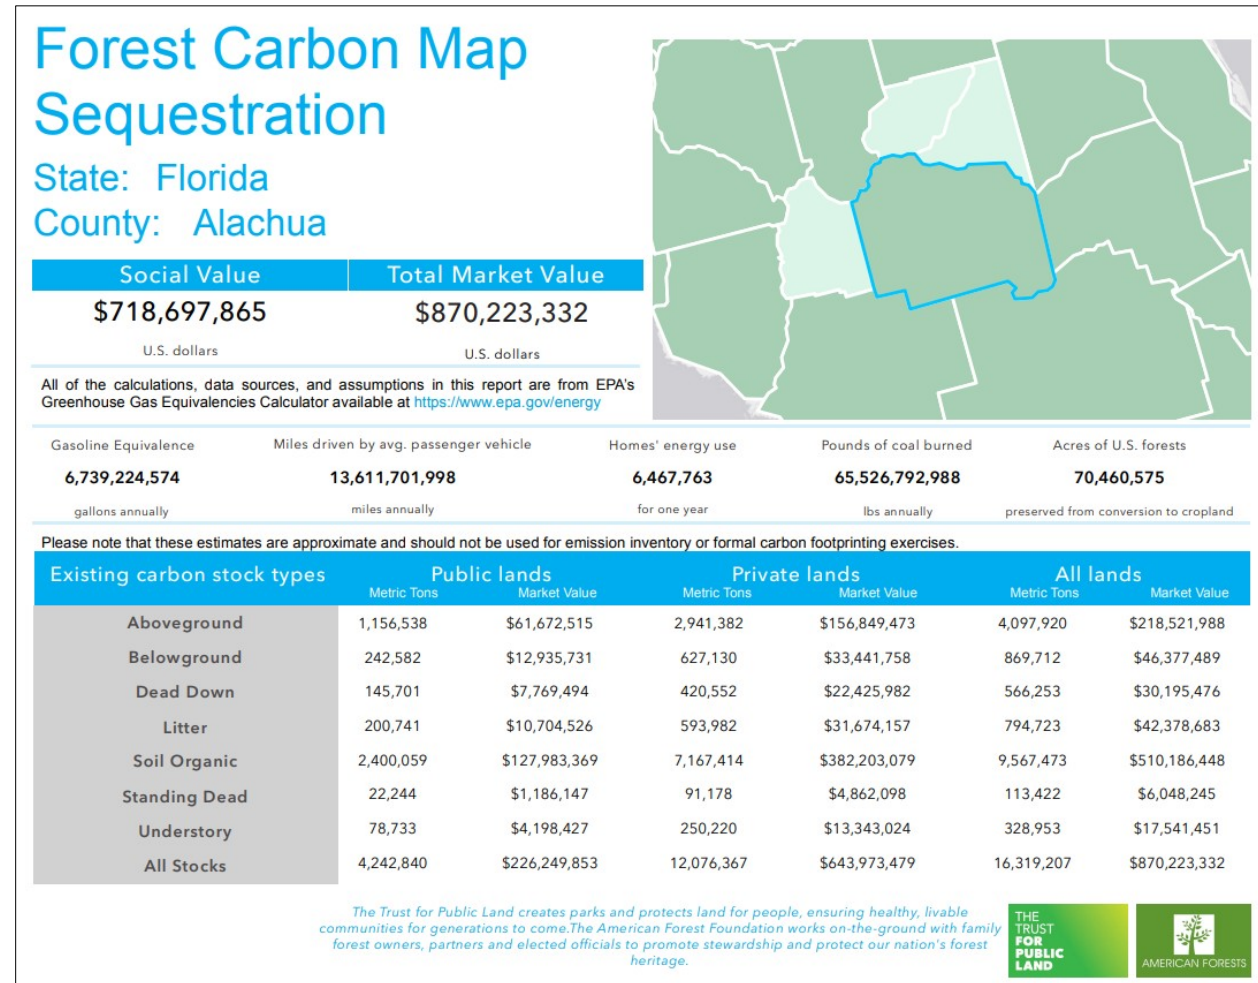 Forest Carbon Map
Sequestration
State: Florida
County: Alachua
Social Value Total Market Value
$718,697,865 $870,223,332
U.S. dollars U.S. dollars
All of the calculations, data sources, and assumptions in this report are from EPA's
Greenhouse Gas Equivalencies Calculator available at https://www.epa.gov/energy
Gasoline Equivalence Miles driven by avg. passenger vehicle Homes' energy use Pounds of coal burned Acres of U.S. forests
6,739,224,574 13,611,701,998 6,467,763 65,526,792,988 70,460,575
gallons annually miles annually for one year lbs annually preserved from conversion to cropland
Please note that these estimates are approximate and should not be used for emission inventory or formal carbon footprinting exercises.
Existing carbon stock types Public lands Private lands All lands
Metric Tons Market Value Metric Tons Market Value Metric Tons Market Value
Aboveground 1,156,538 $61,672,515 2,941,382 $156,849,473 4,097,920 $218,521,988
Belowground 242,582 $12,935,731 627,130 $33,441,758 869,712 $46,377,489
Dead Down 145,701 $7,769,494 420,552 $22,425,982 566,253 $30,195,476
Litter 200,741 $10,704,526 593,982 $31,674,157 794,723 $42,378,683
Soil Organic 2,400,059 $127,983,369 7,167,414 $382,203,079 9,567,473 $510,186,448
Standing Dead 22,244 $1,186,147 91,178 $4,862,098 113,422 $6,048,245
Understory 78,733 $4,198,427 250,220 $13,343,024 328,953 $17,541,451
All Stocks 4,242,840 $226,249,853 12,076,367 $643,973,479 16,319,207 $870,223,332
The Trust for Public Land creates parks and protects land for people, ensuring healthy, livable
communities for generations to come.The American Forest Foundation works on-the-ground with family
forest owners, partners and elected officials to promote stewardship and protect our nation's forest
heritage.
THE
TRUST
FOR
PUBLIC
LAND
AMERICAN FORESTS